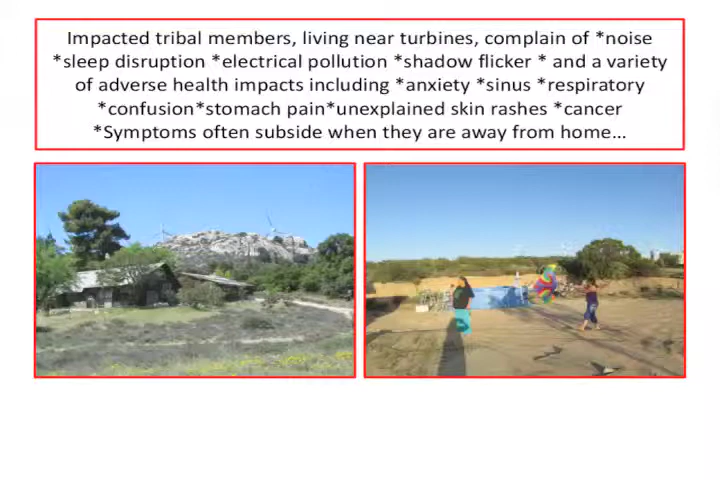 Impacted tribal members, living near turbines, complain of *noise
*sleep disruption *electrical pollution *shadow flicker * and a variety
of adverse health impacts including *anxiety *sinus *respiratory
*confusion*stomach pain*unexplained skin rashes *cancer
*Symptoms often subside when they are away from home...